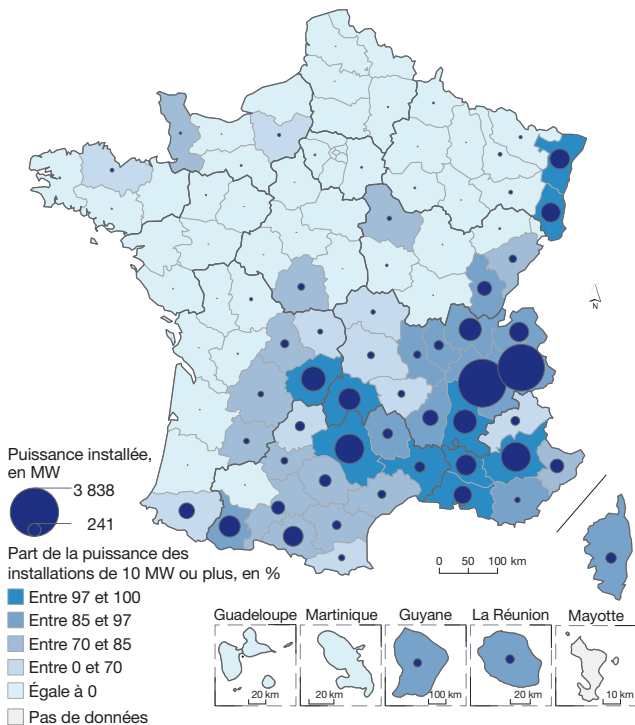 N
Puissance installée,
en MW
3 838
241
Part de la puissance des
installations de 10 MW ou plus, en %
Entre 97 et 100
Entre 85 et 97
Entre 70 et 85
Entre 0 et 70
Égale à 0
Pas de données
0 50 100 km
Guadeloupe
20 km
Martinique
20 km
Guyane
100 km
La Réunion
20 km
Mayotte
10 km